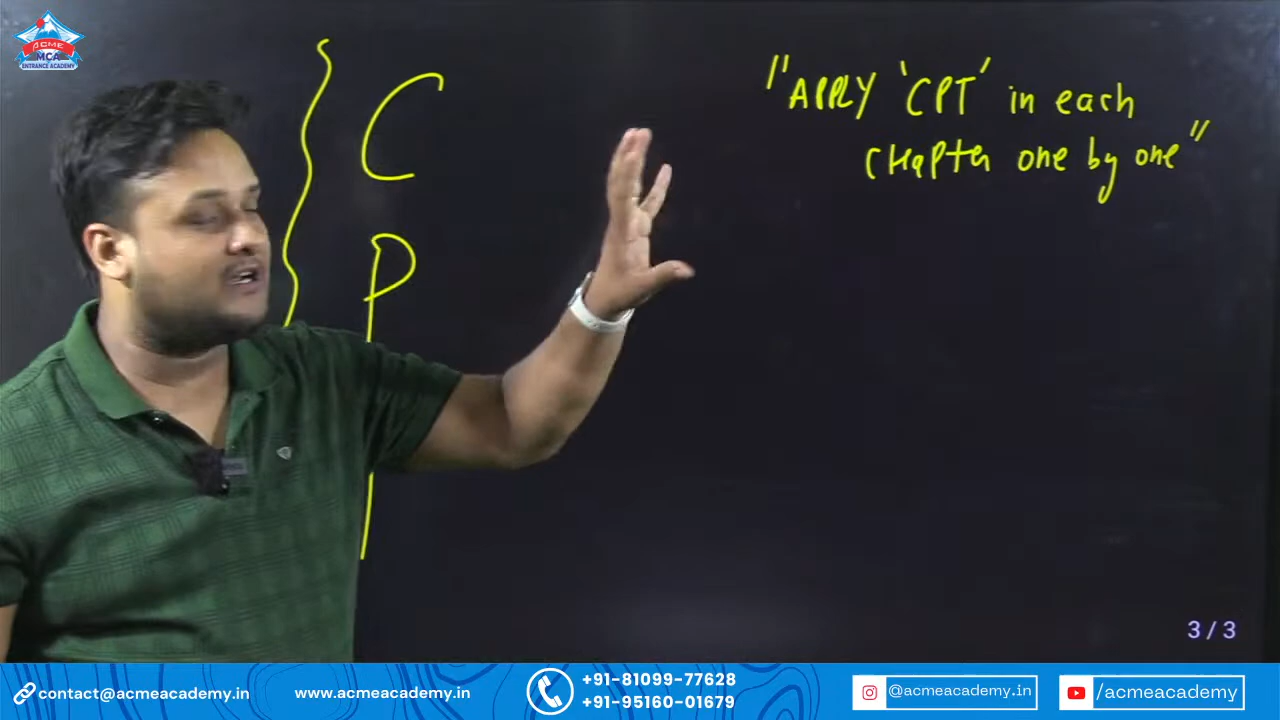 ACME
MCA
ENTRANCE ACADEMY
C
P
"APPLY 'CPT' in each
chapter one by one"
3 / 3
contact@acmeacademy.in
www.acmeacademy.in
+91-81099-77628
+91-95160-01679
@acmeacademy.in
/acmeacademy